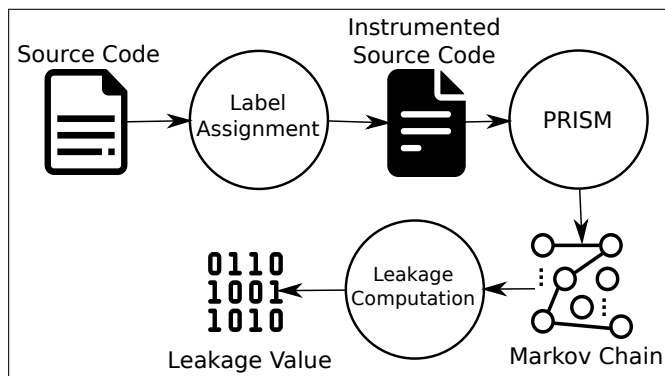 Source Code
Label
Assignment
Instrumented
Source Code
PRISM
Markov Chain
Leakage
Computation
0110
1001
1010
Leakage Value